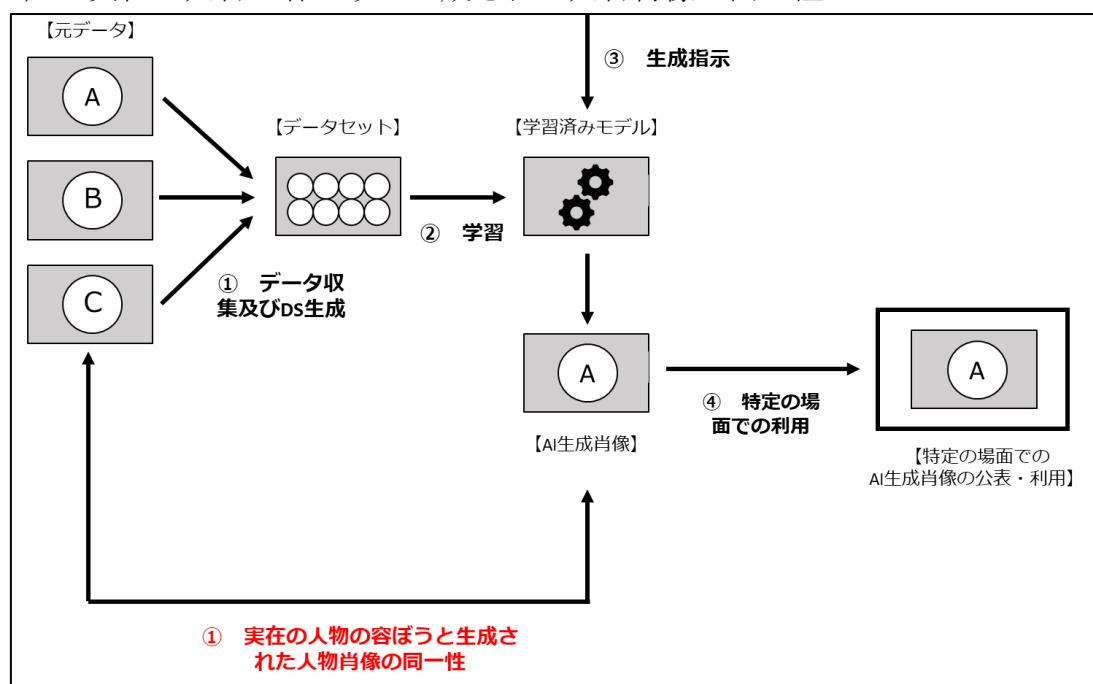 【元データ】
A
B
C
【データセット】
① データ収
集及びDS生成
② 学習
③ 生成指示
【学習済みモデル】
A
【AI生成肖像】
④ 特定の場
面での利用
A
【特定の場面での
AI生成肖像の公表・利用】
① 実在の人物の容ぼうと生成さ
れた人物肖像の同一性